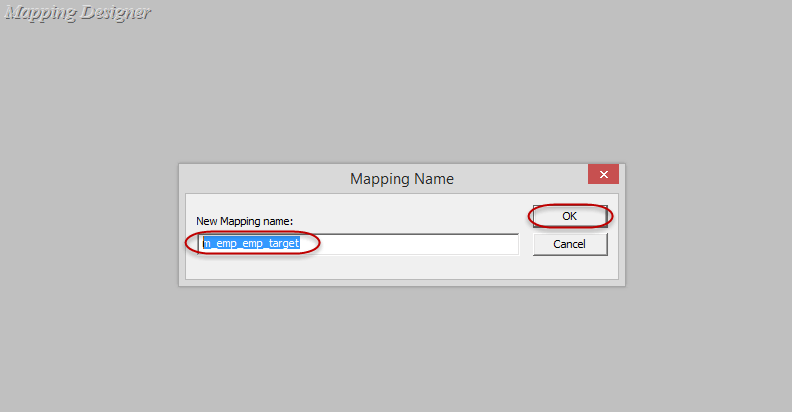 Mapping Designer
Mapping Name
New Mapping name:
OK
m_emp_emp_target
Cancel